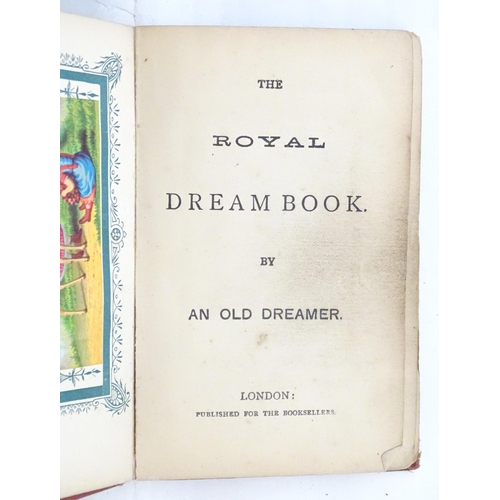 THE
ROYAL
DREAM BOOK.
BY
AN OLD DREAMER.
LONDON:
PUBLISHED FOR THE BOOKSELLERS.